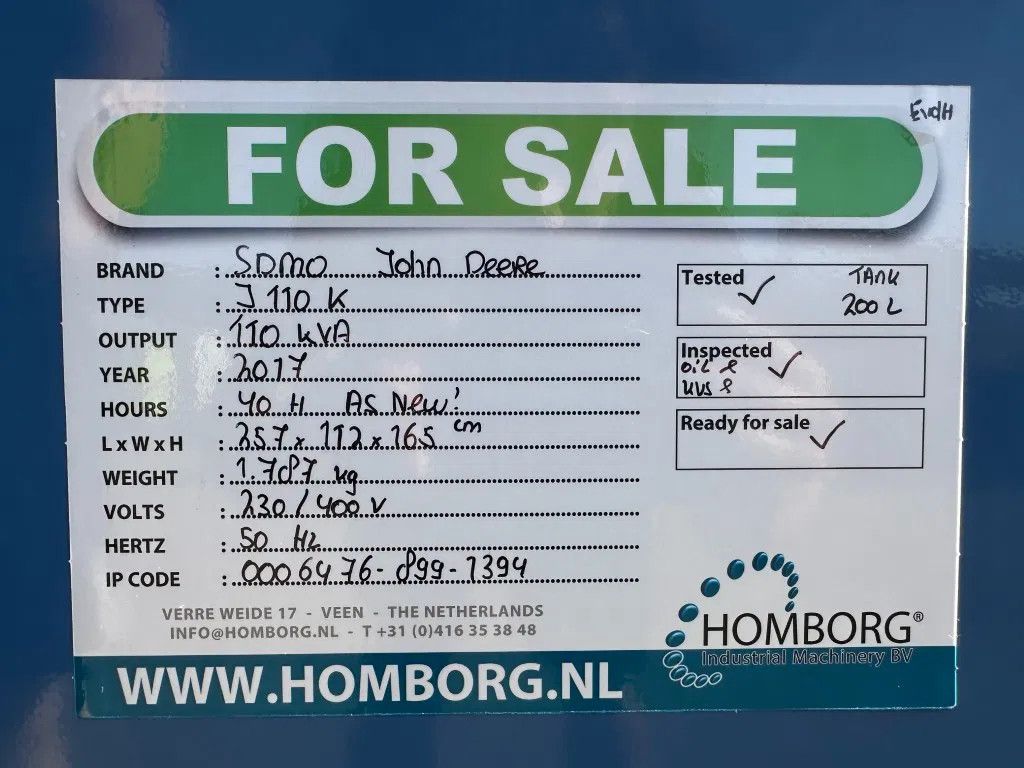 EvdH
FOR SALE
BRAND : SDMO John Deere
TYPE : J 110 K
OUTPUT : 110 kVA
YEAR : 2017
HOURS : 40 H AS New!
L x W x H : 257 x 112 x 165 cm
WEIGHT : 1.787 kg
VOLTS : 230 / 400 V
HERTZ : 50 Hz
IP CODE : 0006476-899-1394
Tested ✓ TANK
200 L
Inspected ✓
oil &
Ready for sale ✓
VERRE WEIDE 17 - VEEN - THE NETHERLANDS
INFO@HOMBORG.NL - T +31 (0)416 35 38 48
HOMBORG®
Industrial Machinery BV
WWW.HOMBORG.NL